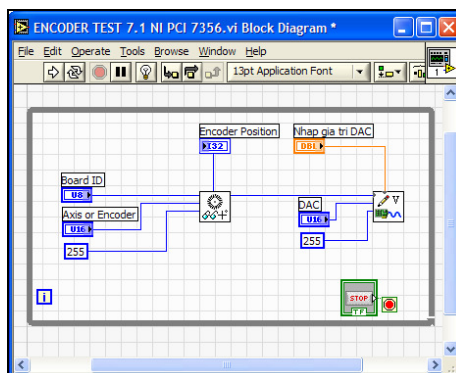 ENCODER TEST 7.1 NI PCI 7356.vi Block Diagram *
File Edit Operate Tools Browse Window Help
13pt Application Font
1
Encoder Position
I32
Nhap gia tri DAC
DBL
Board ID
U8
Axis or Encoder
U16
255
DAC
U16
255
V
i
STOP
TF